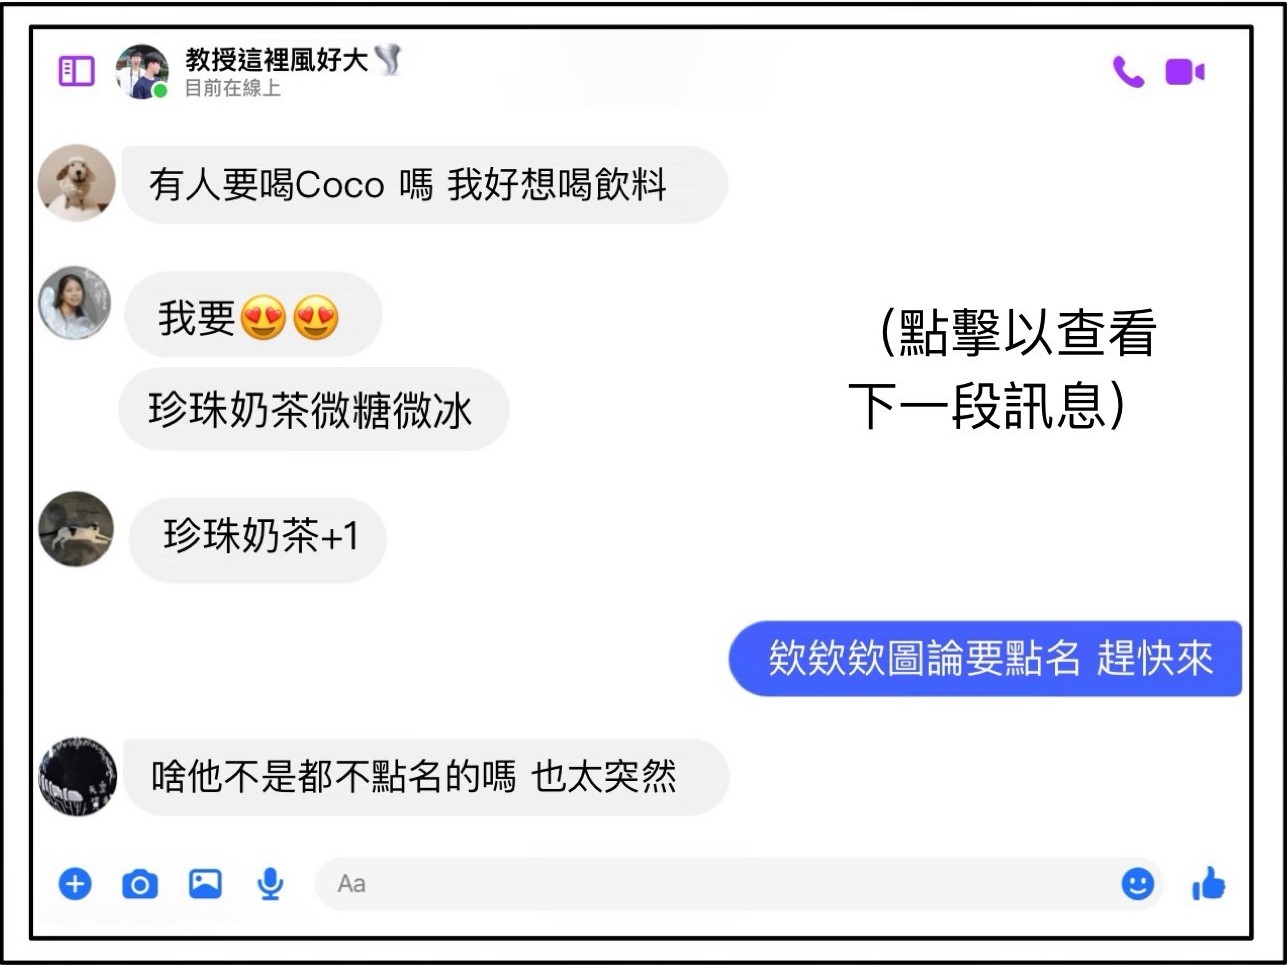 教授這裡風好大🌪️
目前在線上
有人要喝Coco 嗎 我好想喝飲料
我要😍😍
珍珠奶茶微糖微冰
(點擊以查看
下一段訊息)
珍珠奶茶+1
欸欸欸圖論要點名 趕快來
啥他不是都不點名的嗎 也太突然
Aa